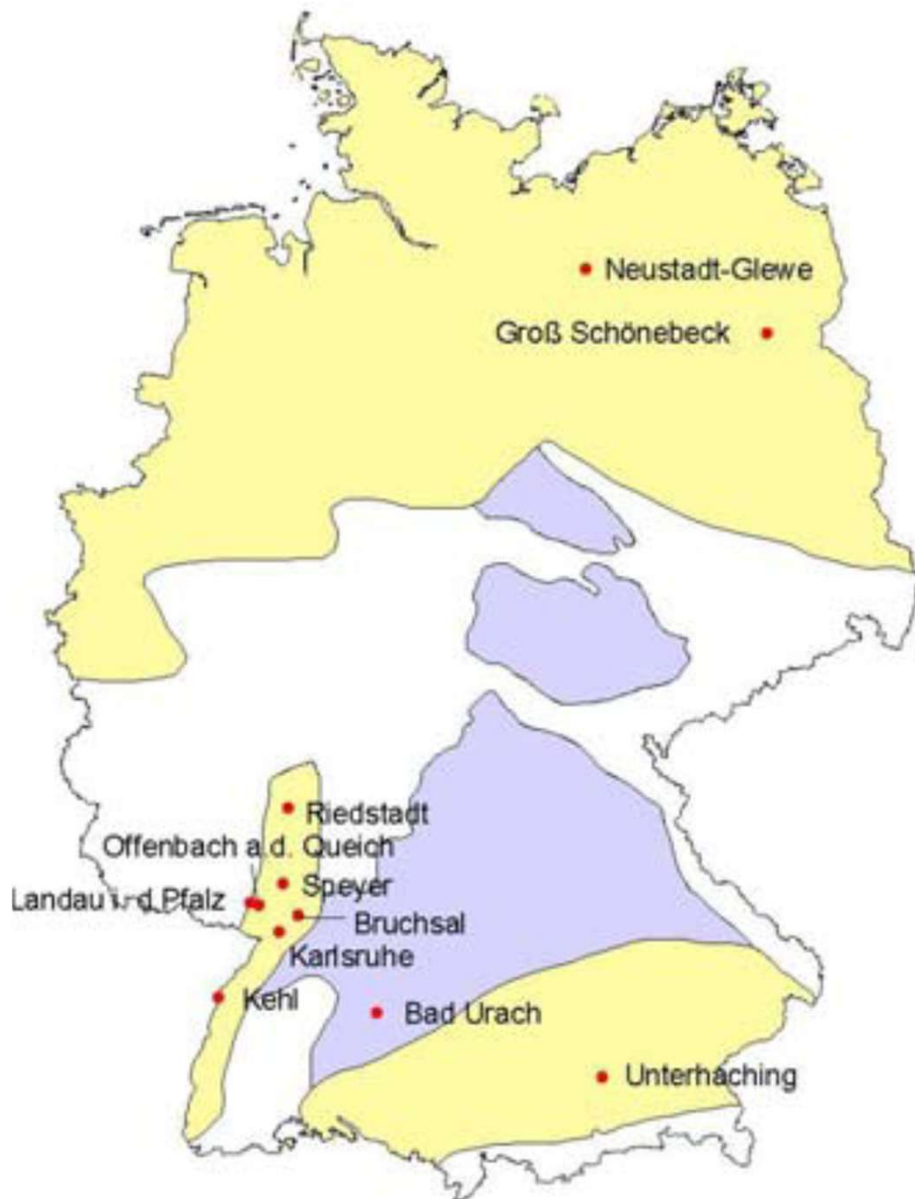 Neustadt-Glewe
Groß Schönebeck
Riedstadt
Offenbach a.d. Queich
Speyer
Landau i d Pfalz
Bruchsal
Karlsruhe
Kehl
Bad Urach
Unterhaching